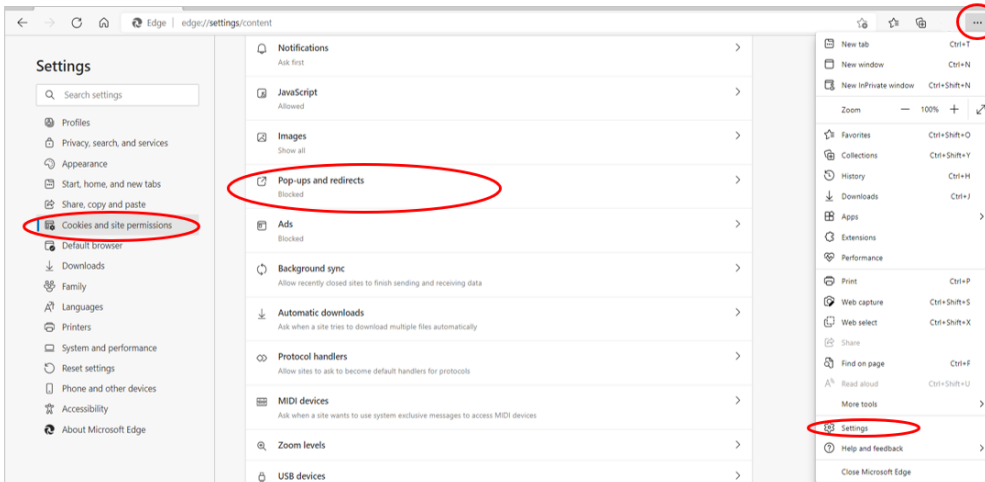 Edge
edge://settings/content
Settings
Search settings
Profiles
Privacy, search, and services
Appearance
Start, home, and new tabs
Share, copy and paste
Cookies and site permissions
Default browser
Downloads
Family
Languages
Printers
System and performance
Reset settings
Phone and other devices
Accessibility
About Microsoft Edge
Notifications
Ask first
JavaScript
Allowed
Images
Show all
Pop-ups and redirects
Blocked
Ads
Blocked
Background sync
Allow recently closed sites to finish sending and receiving data
Automatic downloads
Ask when a site tries to download multiple files automatically
Protocol handlers
Allow sites to ask to become default handlers for protocols
MIDI devices
Ask when a site wants to use system exclusive messages to access MIDI devices
Zoom levels
USB devices
New tab Ctrl+T
New window Ctrl+N
New InPrivate window Ctrl+Shift+N
Zoom — 100% +
Favorites Ctrl+Shift+O
Collections Ctrl+Shift+Y
History Ctrl+H
Downloads Ctrl+J
Apps
Extensions
Performance
Print Ctrl+P
Web capture Ctrl+Shift+S
Web select Ctrl+Shift+X
Share
Find on page Ctrl+F
Read aloud Ctrl+Shift+U
More tools
Settings
Help and feedback
Close Microsoft Edge